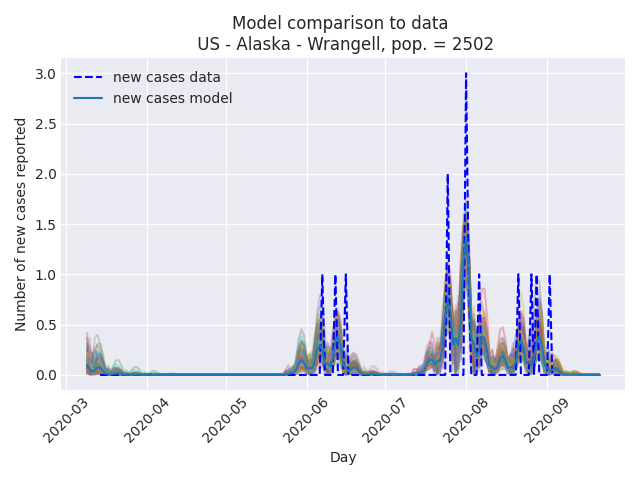 Model comparison to data
US - Alaska - Wrangell, pop. = 2502
new cases data
new cases model
Number of new cases reported
3.0
2.5
2.0
1.5
1.0
0.5
0.0
2020-03
2020-04
2020-05
2020-06
2020-07
2020-08
2020-09
Day